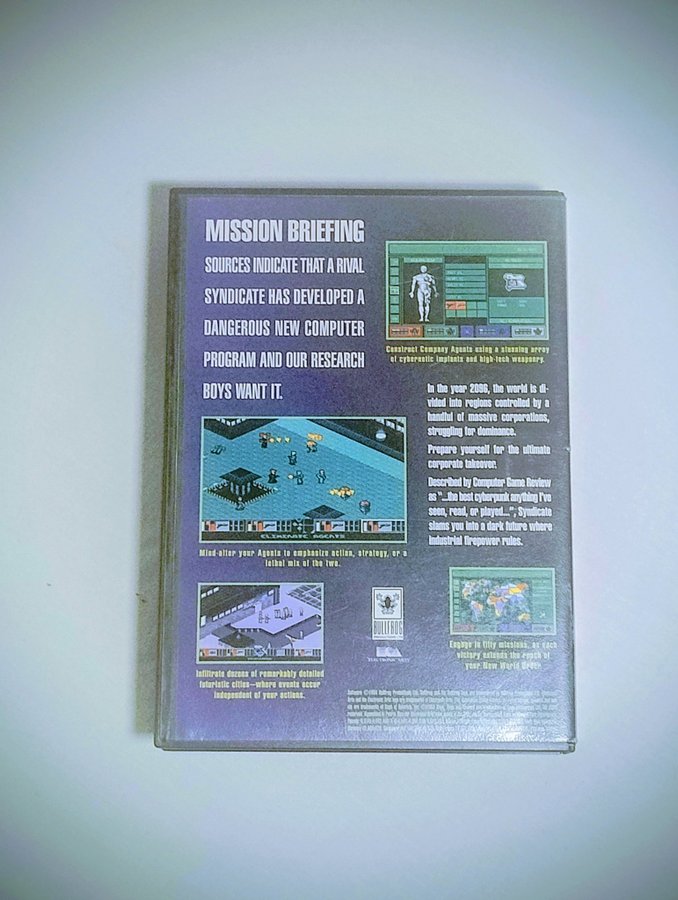 MISSION BRIEFING
SOURCES INDICATE THAT A RIVAL
SYNDICATE HAS DEVELOPED A
DANGEROUS NEW COMPUTER
PROGRAM AND OUR RESEARCH
BOYS WANT IT.
Construct Company Agents using a stunning array
of cybernetic implants and high-tech weaponry.
In the year 2096, the world is di-
vided into regions controlled by a
handful of massive corporations,
struggling for dominance.
Prepare yourself for the ultimate
corporate takeover.
Described by Computer Game Review
as "...the best cyberpunk anything I've
seen, read, or played...", Syndicate
slams you into a dark future where
industrial firepower rules.
ELIMINATE AGENTS
Mind-alter your Agents to emphasize action, strategy, or a
lethal mix of the two.
Infiltrate dozens of remarkably detailed
futuristic cities—where events occur
independent of your actions.
BULLFROG
ELECTRONIC ARTS
Engage in fifty missions, as each
victory extends the reach of
your New World Order.